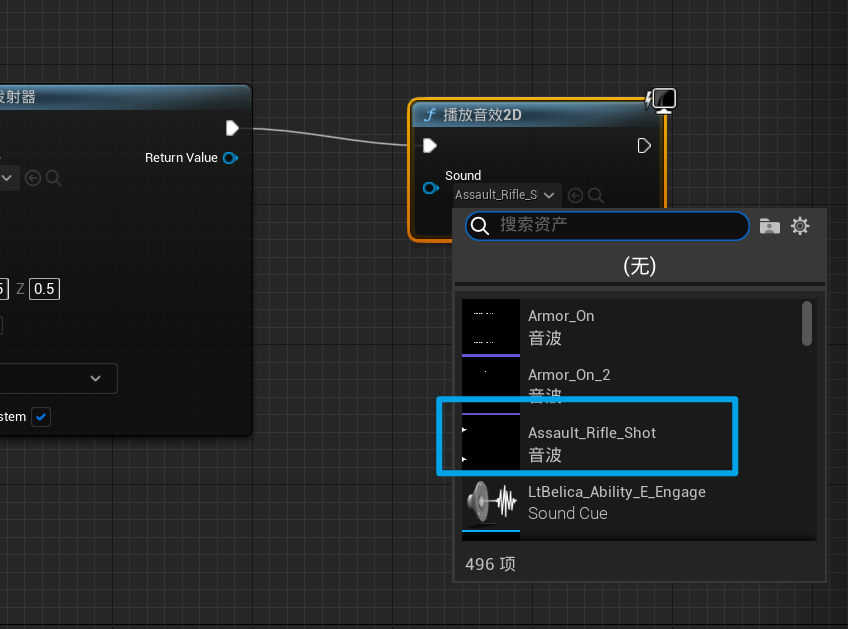 发射器
播放音效2D
Return Value
Sound
Assault_Rifle_S
搜索资产
(无)
5 Z 0.5
Armor_On
音波
Armor_On_2
音波
stem
Assault_Rifle_Shot
音波
LtBelica_Ability_E_Engage
Sound Cue
496 项